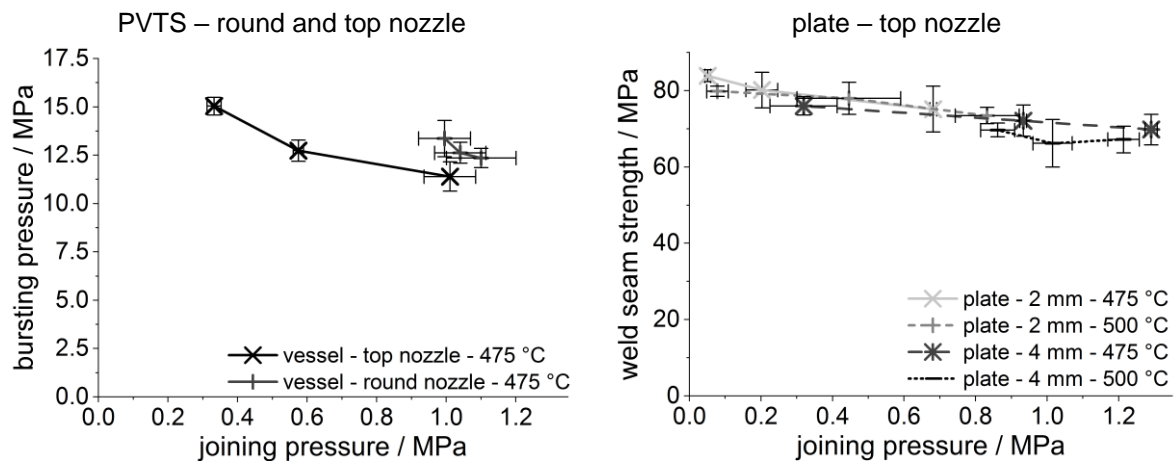 PVTS – round and top nozzle
17.5
15.0
12.5
10.0
7.5
5.0
2.5
0.0
bursting pressure / MPa
vessel - top nozzle - 475 °C
vessel - round nozzle - 475 °C
0.0 0.2 0.4 0.6 0.8 1.0 1.2
joining pressure / MPa
plate – top nozzle
80
60
40
20
0
weld seam strength / MPa
plate - 2 mm - 475 °C
plate - 2 mm - 500 °C
plate - 4 mm - 475 °C
plate - 4 mm - 500 °C
0.0 0.2 0.4 0.6 0.8 1.0 1.2
joining pressure / MPa